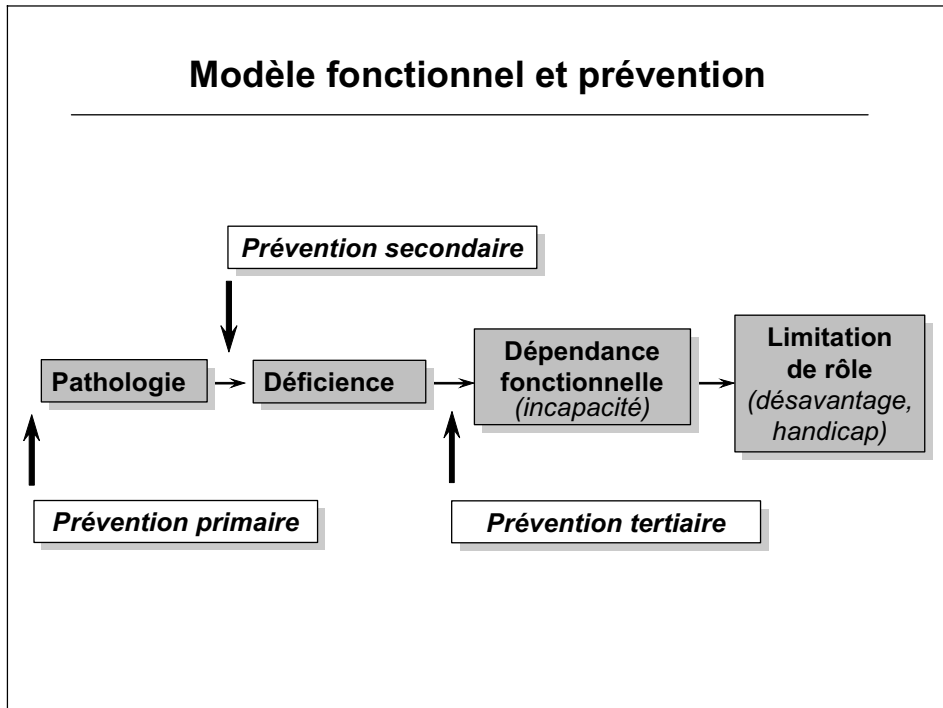 Modèle fonctionnel et prévention
Prévention secondaire
Pathologie
Déficience
Dépendance
fonctionnelle
(incapacité)
Limitation
de rôle
(désavantage,
handicap)
Prévention primaire
Prévention tertiaire